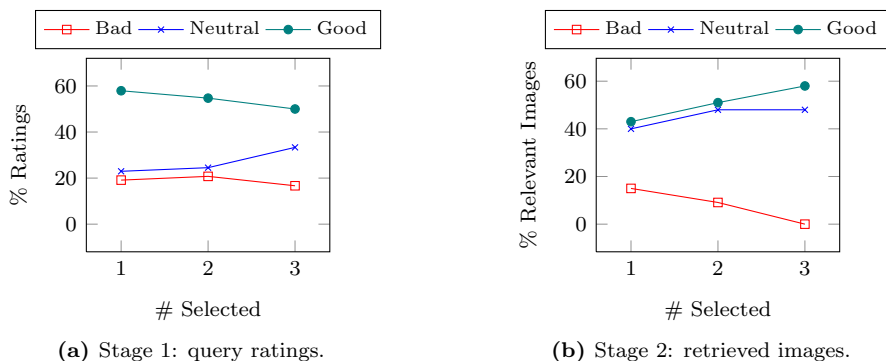 Bad Neutral Good
60
40
20
0
% Ratings
1 2 3
# Selected
(a) Stage 1: query ratings.
Bad Neutral Good
60
40
20
0
% Relevant Images
1 2 3
# Selected
(b) Stage 2: retrieved images.